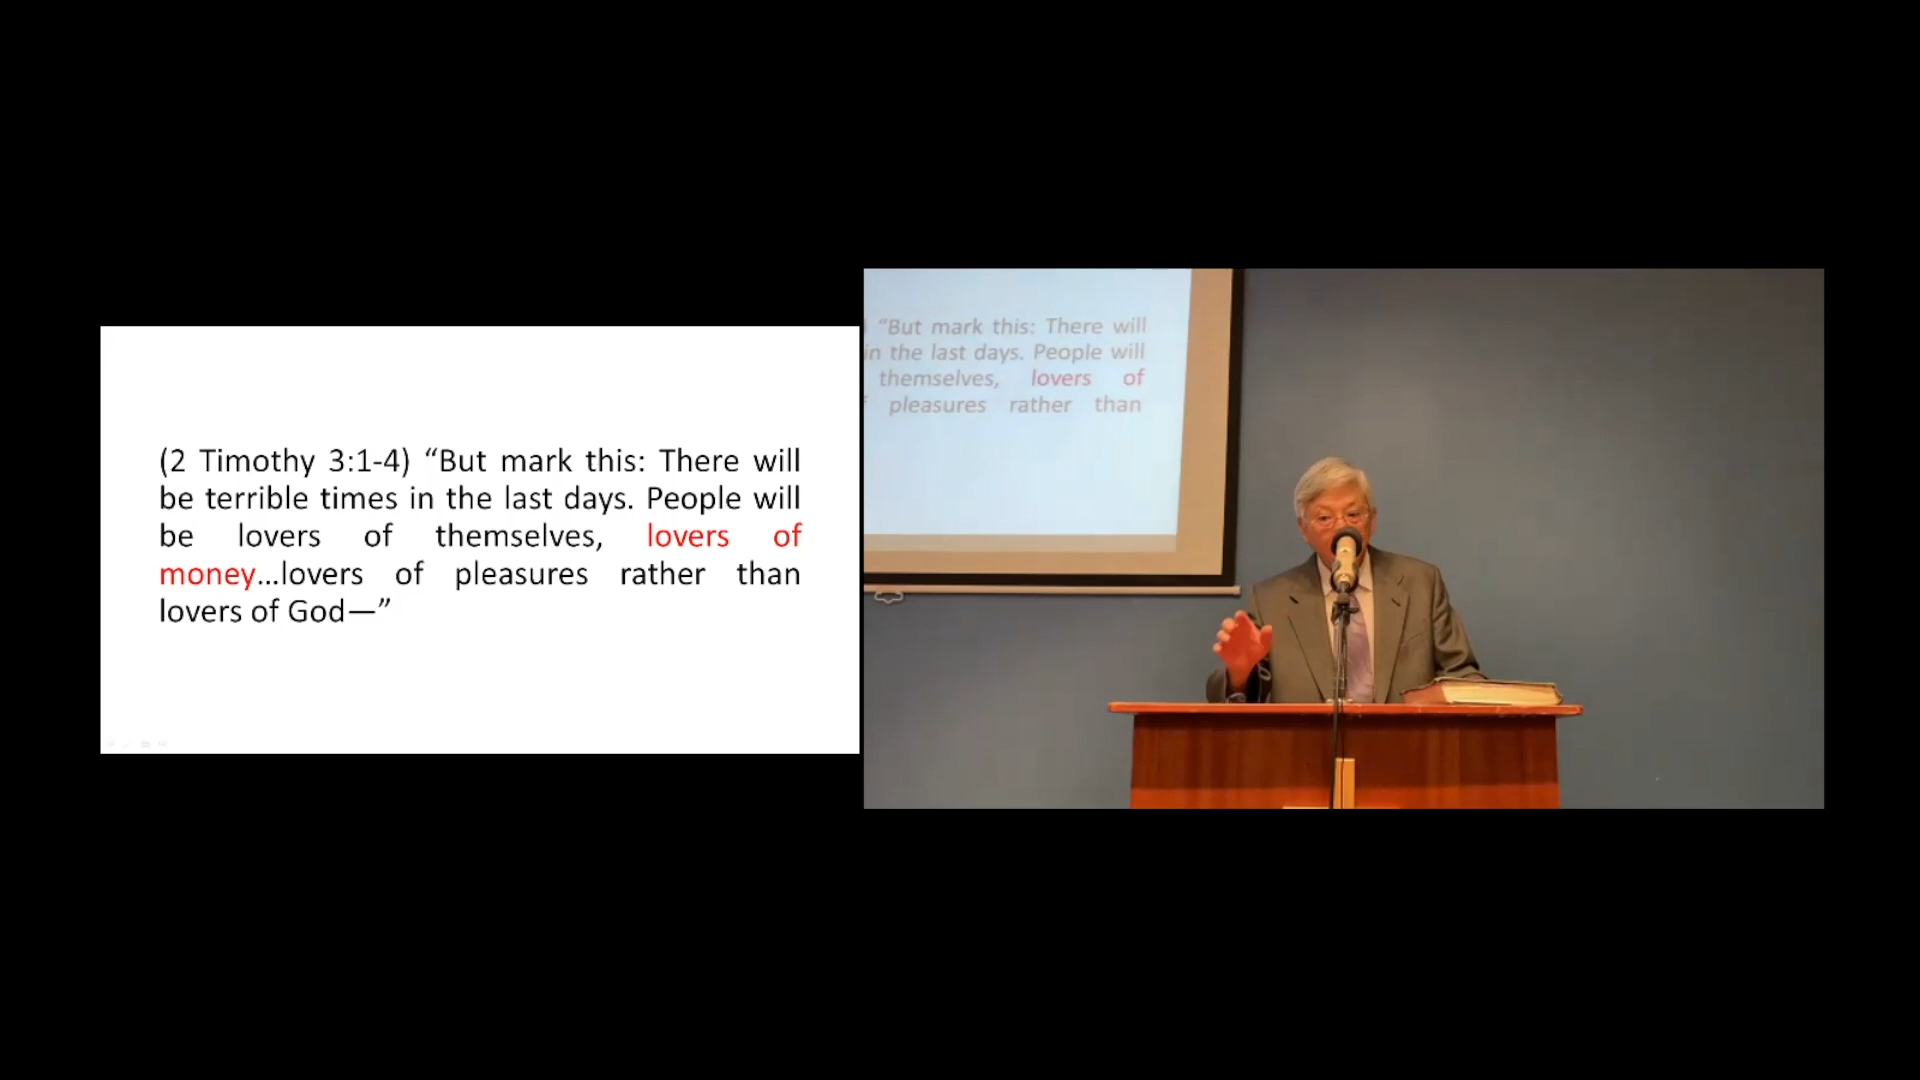 (2 Timothy 3:1-4) “But mark this: There will
be terrible times in the last days. People will
be lovers of themselves, lovers of
money…lovers of pleasures rather than
lovers of God—”
“But mark this: There will
in the last days. People will
themselves, lovers of
pleasures rather than